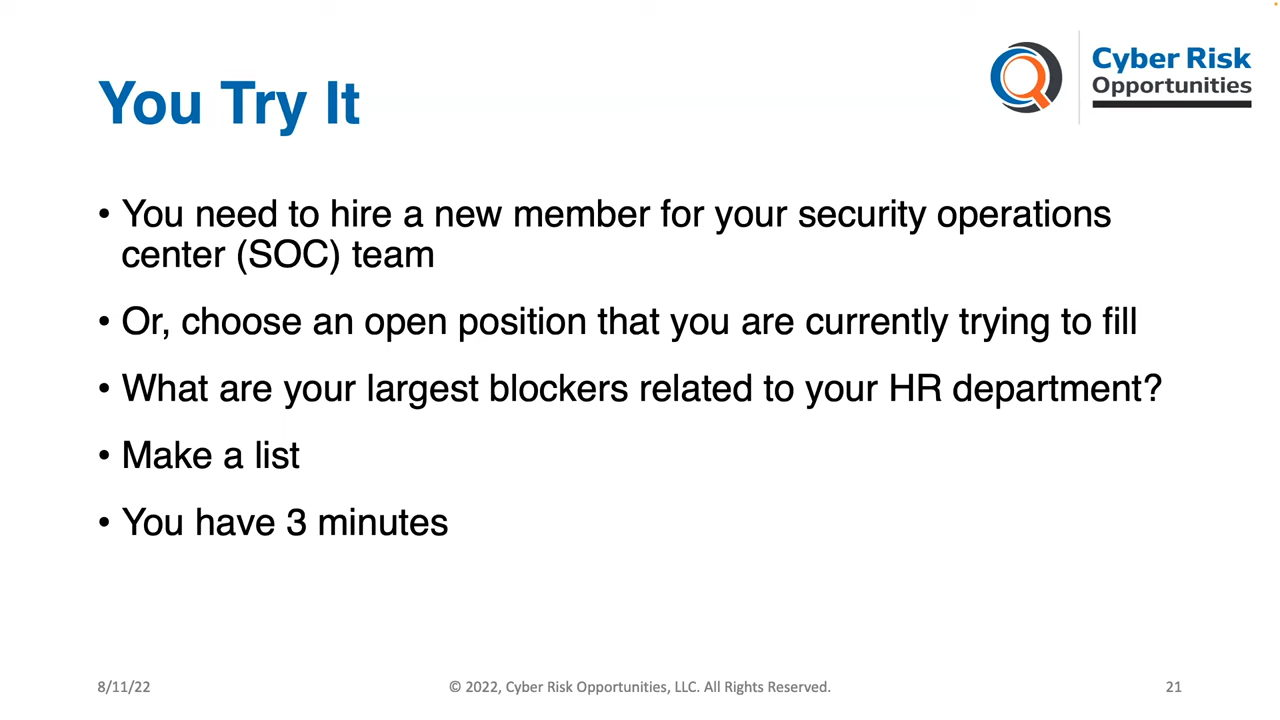 You Try It
Cyber Risk
Opportunities
• You need to hire a new member for your security operations
center (SOC) team
• Or, choose an open position that you are currently trying to fill
• What are your largest blockers related to your HR department?
• Make a list
• You have 3 minutes
8/11/22
© 2022, Cyber Risk Opportunities, LLC. All Rights Reserved.
21